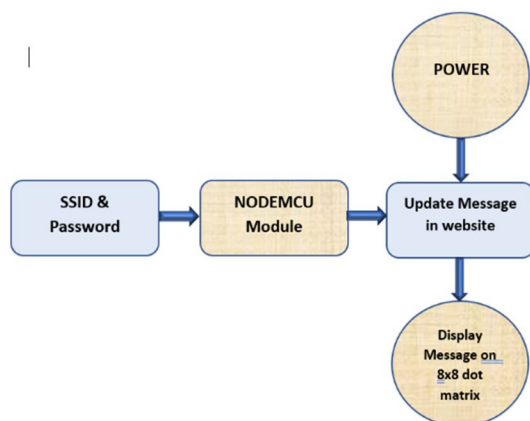 POWER
SSID &
Password
NODEMCU
Module
Update Message
in website
Display
Message on
8x8 dot
matrix